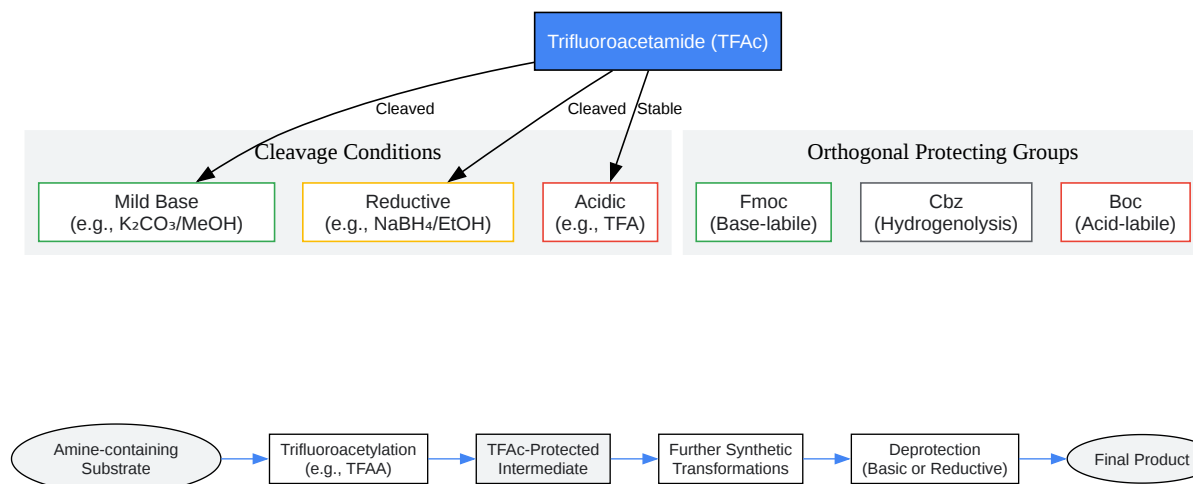 Trifluoroacetamide (TFAc)
Cleaved
Cleaved
Stable
Cleavage Conditions
Orthogonal Protecting Groups
Mild Base
(e.g., K₂CO₃/MeOH)
Reductive
(e.g., NaBH₄/EtOH)
Acidic
(e.g., TFA)
Fmoc
(Base-labile)
Cbz
(Hydrogenolysis)
Boc
(Acid-labile)
Amine-containing
Substrate
Trifluoroacetylation
(e.g., TFAA)
TFAc-Protected
Intermediate
Further Synthetic
Transformations
Deprotection
(Basic or Reductive)
Final Product